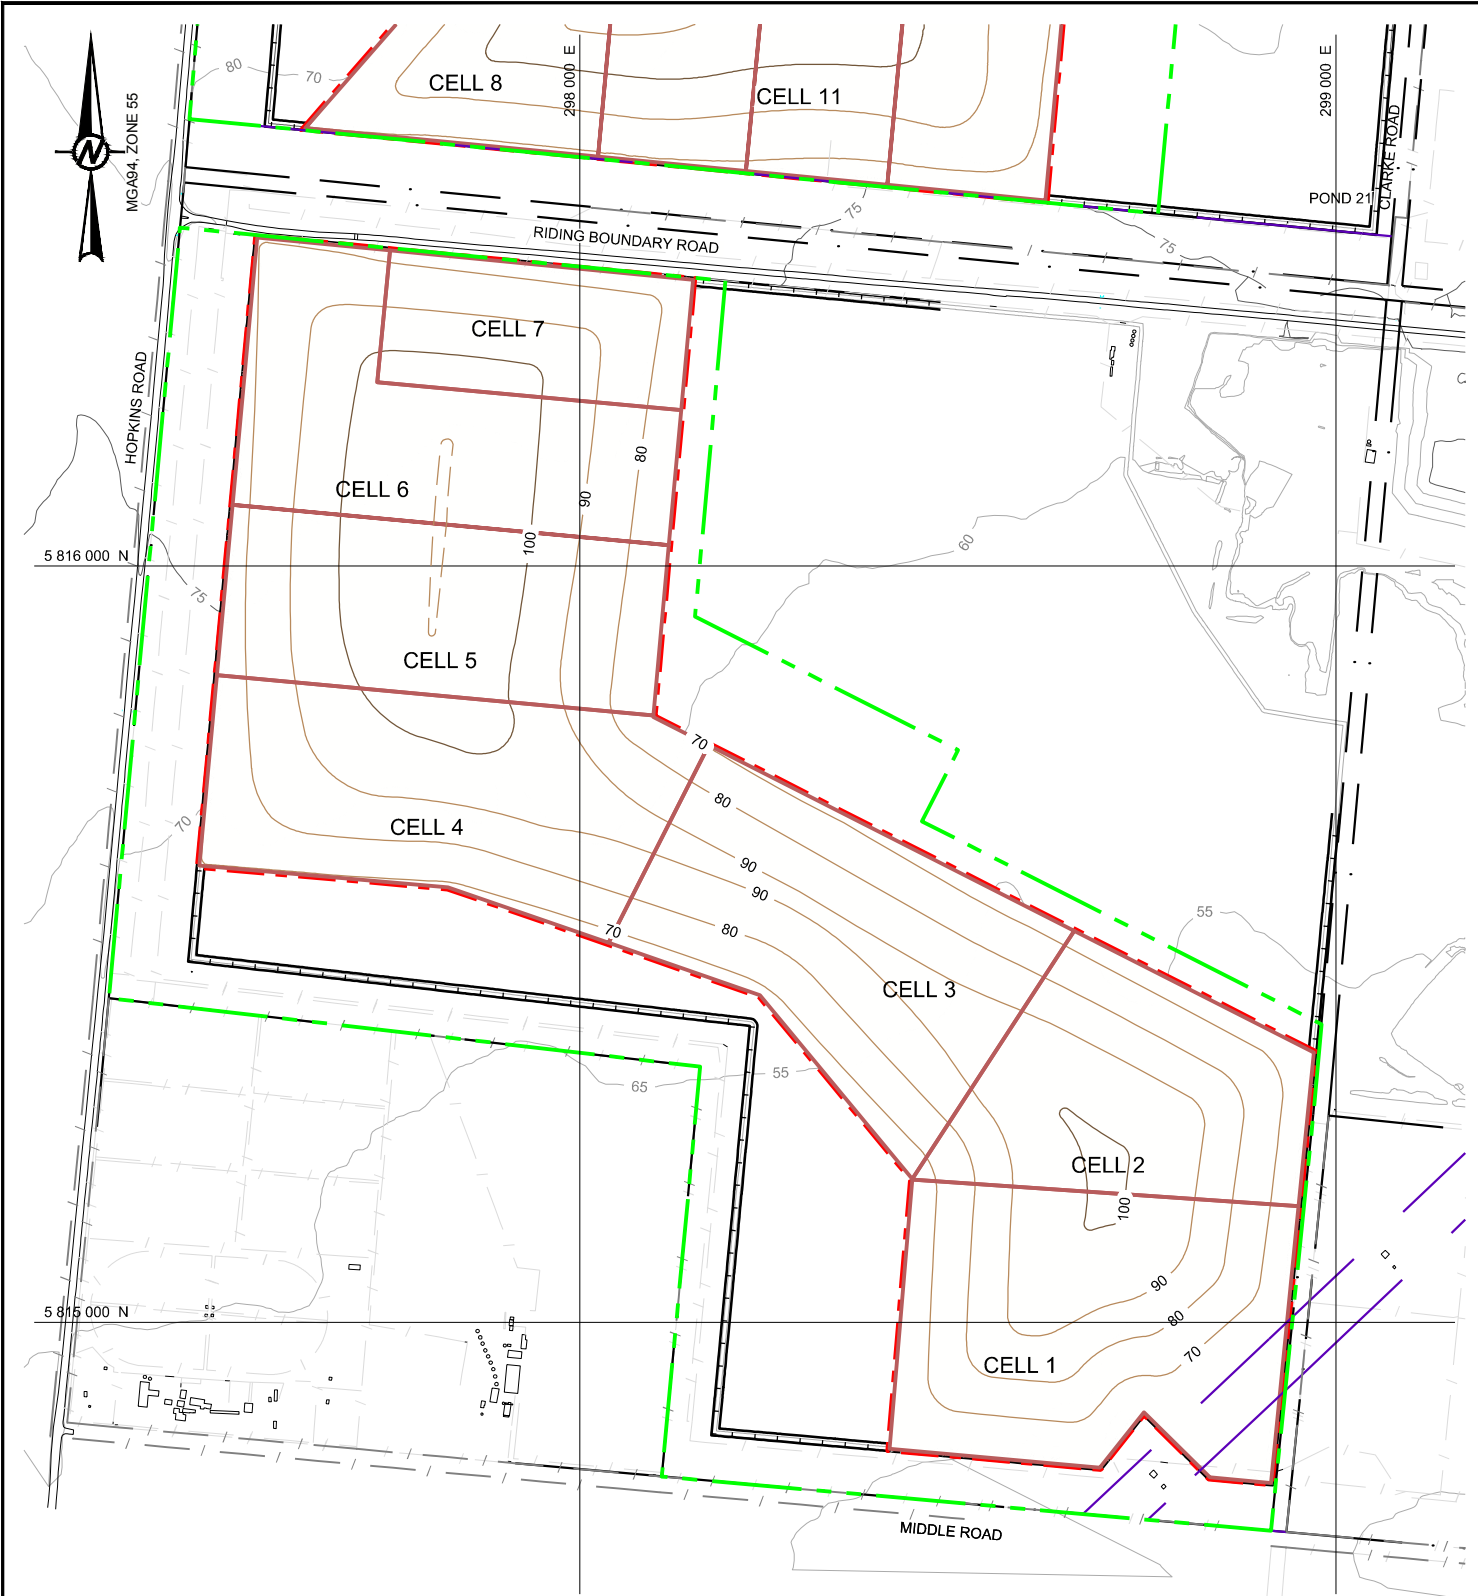 80
70
CELL 8
298 000 E
CELL 11
299 000 E
CLARKE ROAD
N
MGA94, ZONE 55
POND 21
75
75
RIDING BOUNDARY ROAD
CELL 7
HOPKINS ROAD
80
CELL 6
90
100
5 816 000 N
60
75
CELL 5
70
80
70
CELL 4
90
90
55
70
80
CELL 3
65
55
CELL 2
100
90
5 815 000 N
80
70
CELL 1
MIDDLE ROAD